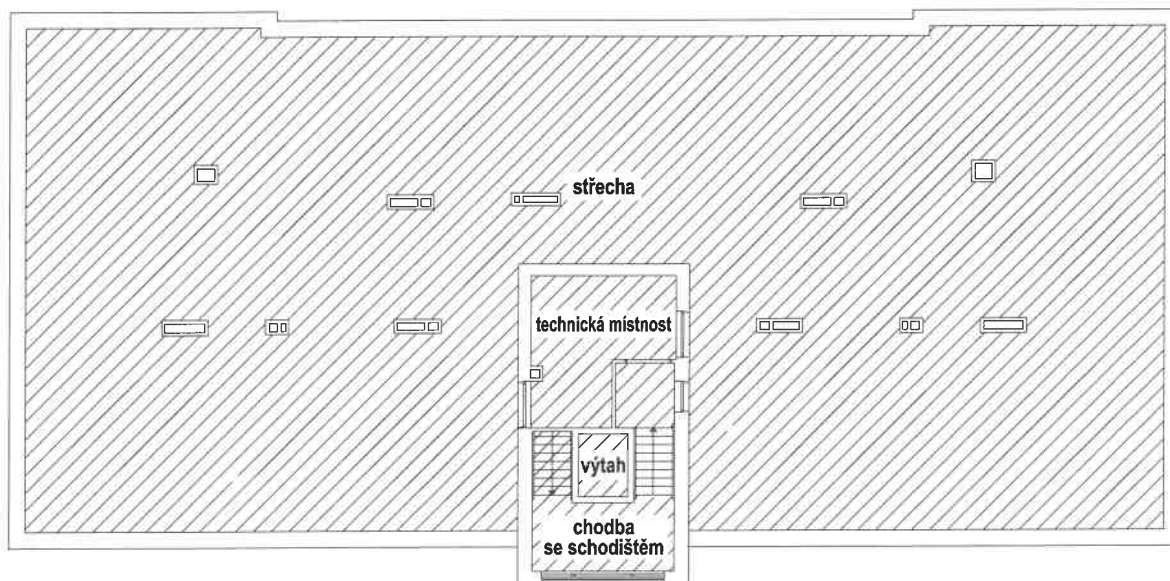 střecha
technická místnost
výtah
chodba
se schodištěm